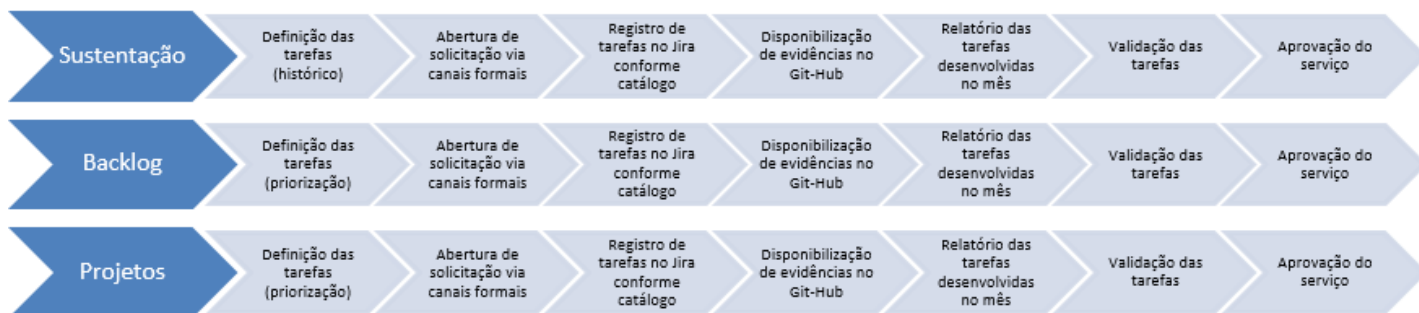 Sustentação
Definição das
tarefas
(histórico)
Abertura de
solicitação via
canais formais
Registro de
tarefas no Jira
conforme
catálogo
Disponibilização
de evidências no
Git-Hub
Relatório das
tarefas
desenvolvidas
no mês
Validação das
tarefas
Aprovação do
serviço
Backlog
Definição das
tarefas
(priorização)
Abertura de
solicitação via
canais formais
Registro de
tarefas no Jira
conforme
catálogo
Disponibilização
de evidências no
Git-Hub
Relatório das
tarefas
desenvolvidas
no mês
Validação das
tarefas
Aprovação do
serviço
Projetos
Definição das
tarefas
(priorização)
Abertura de
solicitação via
canais formais
Registro de
tarefas no Jira
conforme
catálogo
Disponibilização
de evidências no
Git-Hub
Relatório das
tarefas
desenvolvidas
no mês
Validação das
tarefas
Aprovação do
serviço